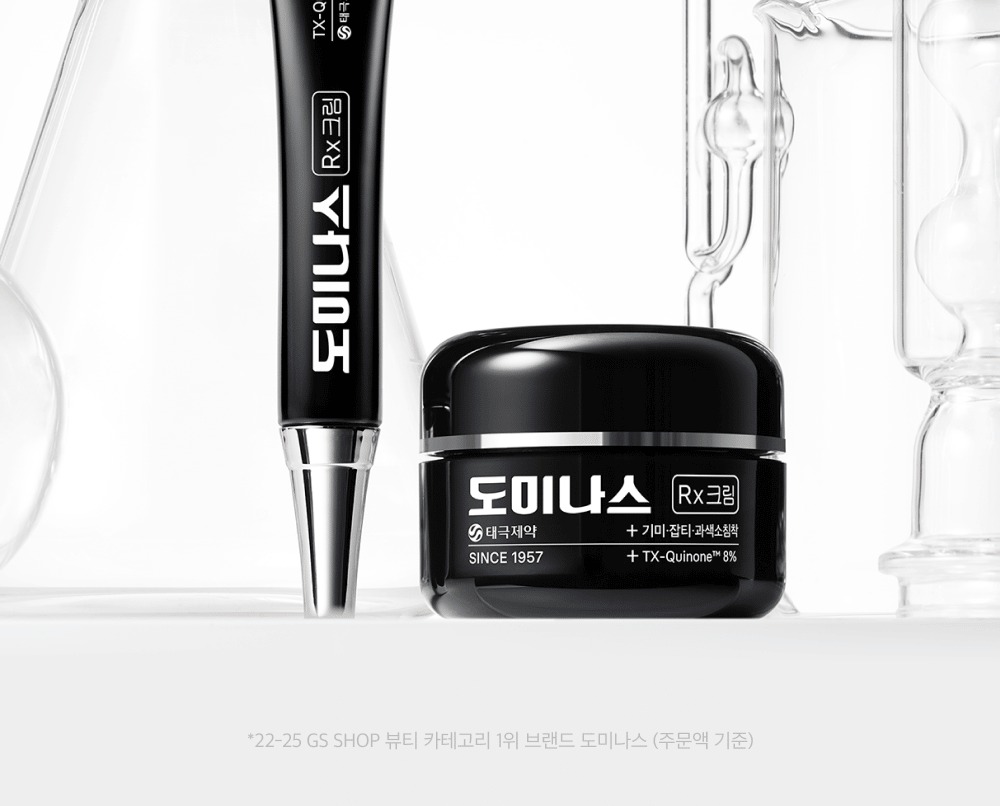 TX-Q
태극
Rx크림
도미나스
도미나스 Rx크림
태극제약 + 기미·잡티·과색소침착
SINCE 1957 + TX-Quinone™ 8%
*22-25 GS SHOP 뷰티 카테고리 1위 브랜드 도미나스 (주문액 기준)